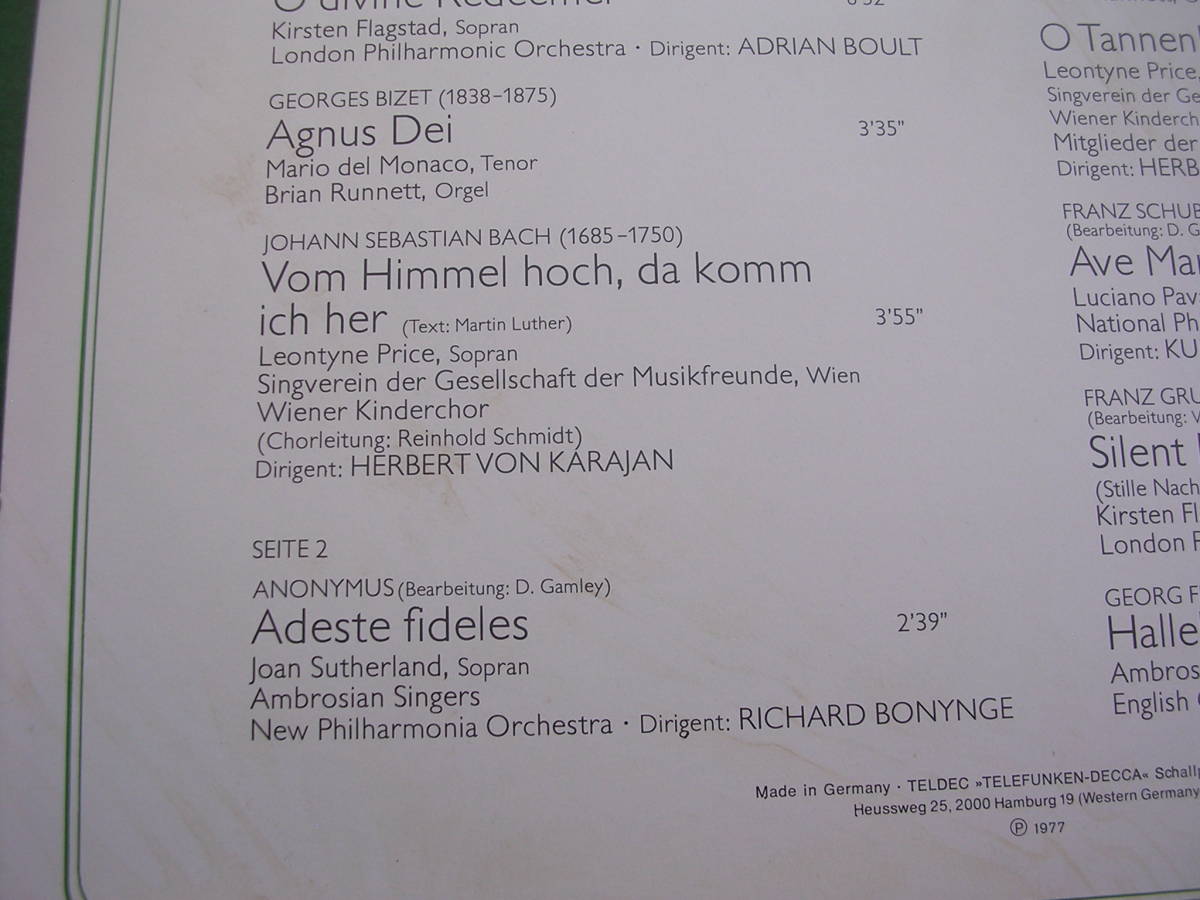 O divine Redeemer
Kirsten Flagstad, Sopran
London Philharmonic Orchestra · Dirigent: ADRIAN BOULT
GEORGES BIZET (1838–1875)
Agnus Dei 3'35"
Mario del Monaco, Tenor
Brian Runnett, Orgel
JOHANN SEBASTIAN BACH (1685–1750)
Vom Himmel hoch, da komm
ich her (Text: Martin Luther) 3'55"
Leontyne Price, Sopran
Singverein der Gesellschaft der Musikfreunde, Wien
Wiener Kinderchor
(Chorleitung: Reinhold Schmidt)
Dirigent: HERBERT VON KARAJAN
SEITE 2
ANONYMUS (Bearbeitung: D. Gamley)
Adeste fideles 2'39"
Joan Sutherland, Sopran
Ambrosian Singers
New Philharmonia Orchestra · Dirigent: RICHARD BONYNGE
O Tannen
Leontyne Price,
Singverein der Ge
Wiener Kinderch
Mitglieder der
Dirigent: HERB
FRANZ SCHUB
(Bearbeitung: D. G
Ave Mar
Luciano Pav
National Ph
Dirigent: KU
FRANZ GRU
(Bearbeitung: V
Silent
(Stille Nach
Kirsten Fl
London P
GEORG F
Halle
Ambros
English
Made in Germany · TELDEC »TELEFUNKEN-DECCA« Schallp
Heussweg 25, 2000 Hamburg 19 (Western Germany
℗ 1977